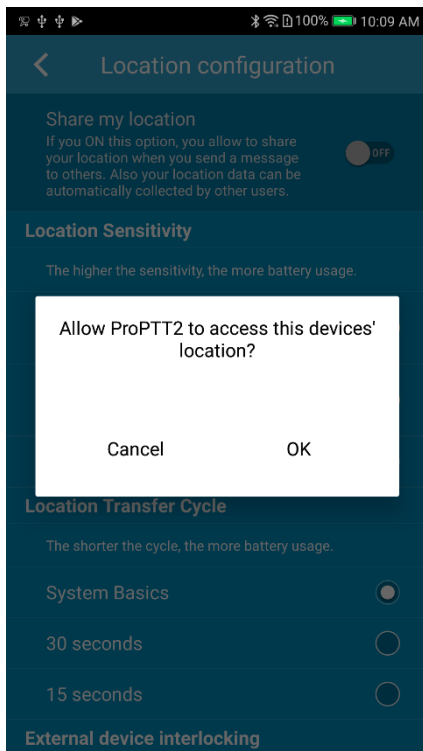 100% 10:09 AM
Location configuration
Share my location
If you ON this option, you allow to share
your location when you send a message
to others. Also your location data can be
automatically collected by other users.
OFF
Location Sensitivity
The higher the sensitivity, the more battery usage.
Allow ProPTT2 to access this devices'
location?
Cancel OK
Location Transfer Cycle
The shorter the cycle, the more battery usage.
System Basics
30 seconds
15 seconds
External device interlocking